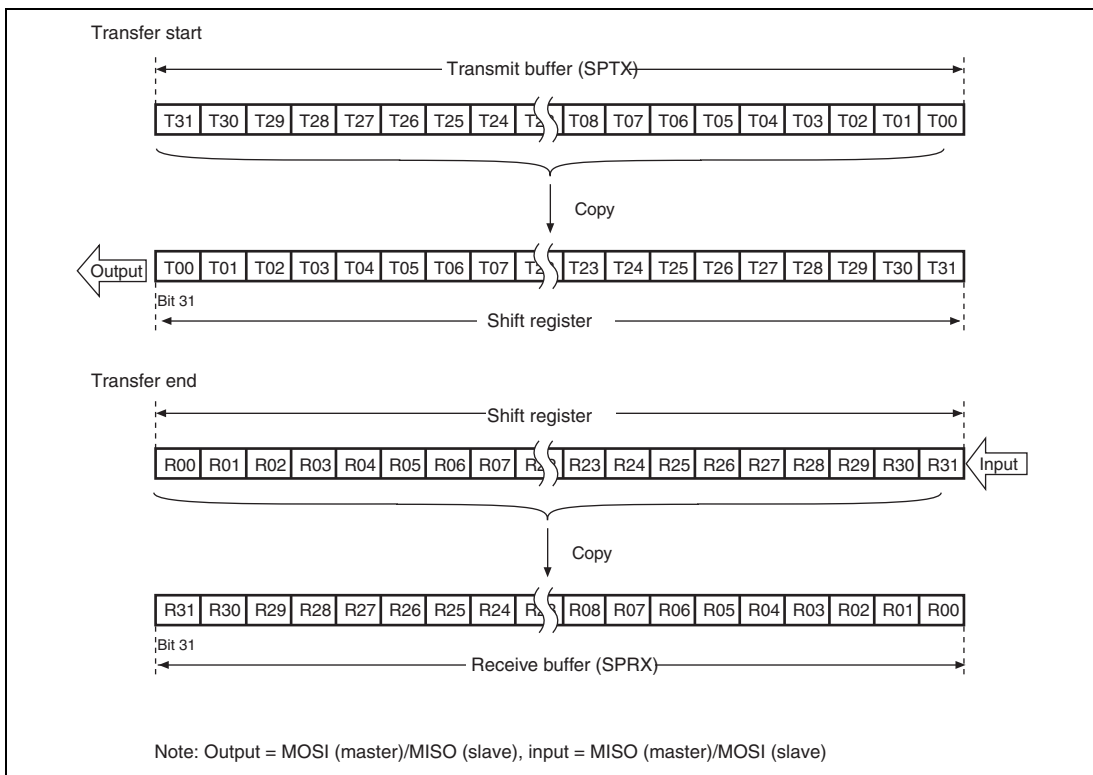 Transfer start
Transmit buffer (SPTX)
T31 T30 T29 T28 T27 T26 T25 T24 T08 T07 T06 T05 T04 T03 T02 T01 T00
Copy
Output
T00 T01 T02 T03 T04 T05 T06 T07 T23 T24 T25 T26 T27 T28 T29 T30 T31
Bit 31
Shift register
Transfer end
Shift register
R00 R01 R02 R03 R04 R05 R06 R07 R23 R24 R25 R26 R27 R28 R29 R30 R31
Input
Copy
R31 R30 R29 R28 R27 R26 R25 R24 R08 R07 R06 R05 R04 R03 R02 R01 R00
Bit 31
Receive buffer (SPRX)
Note: Output = MOSI (master)/MISO (slave), input = MISO (master)/MOSI (slave)